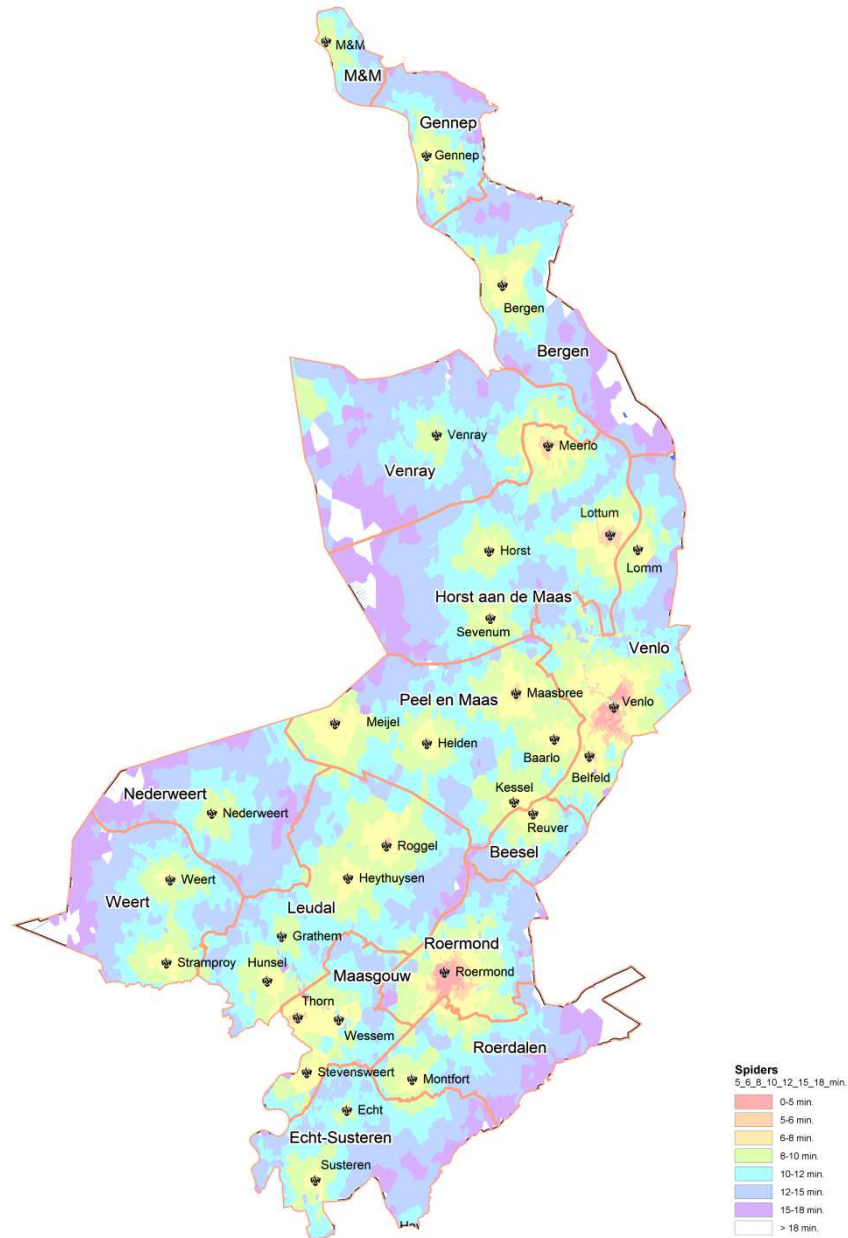 M&M
M&M
Gennep
Gennep
Bergen
Bergen
Venray
Meerlo
Venray
Lottum
Horst
Lomm
Horst aan de Maas
Sevenum
Venlo
Maasbree
Peel en Maas
Venlo
Meijel
Helden
Baarlo
Belfeld
Nederweert
Kessel
Nederweert
Reuver
Roggel
Beesel
Weert
Heythuysen
Weert
Leudal
Grathem
Roermond
Stramproy
Hunsel
Maasgouw
Roermond
Thorn
Wessem
Roerdalen
Stevensweert
Montfort
Echt
Echt-Susteren
Susteren
Spiders
5_6_8_10_12_15_18_min.
0-5 min.
5-6 min.
6-8 min.
8-10 min.
10-12 min.
12-15 min.
15-18 min.
> 18 min.